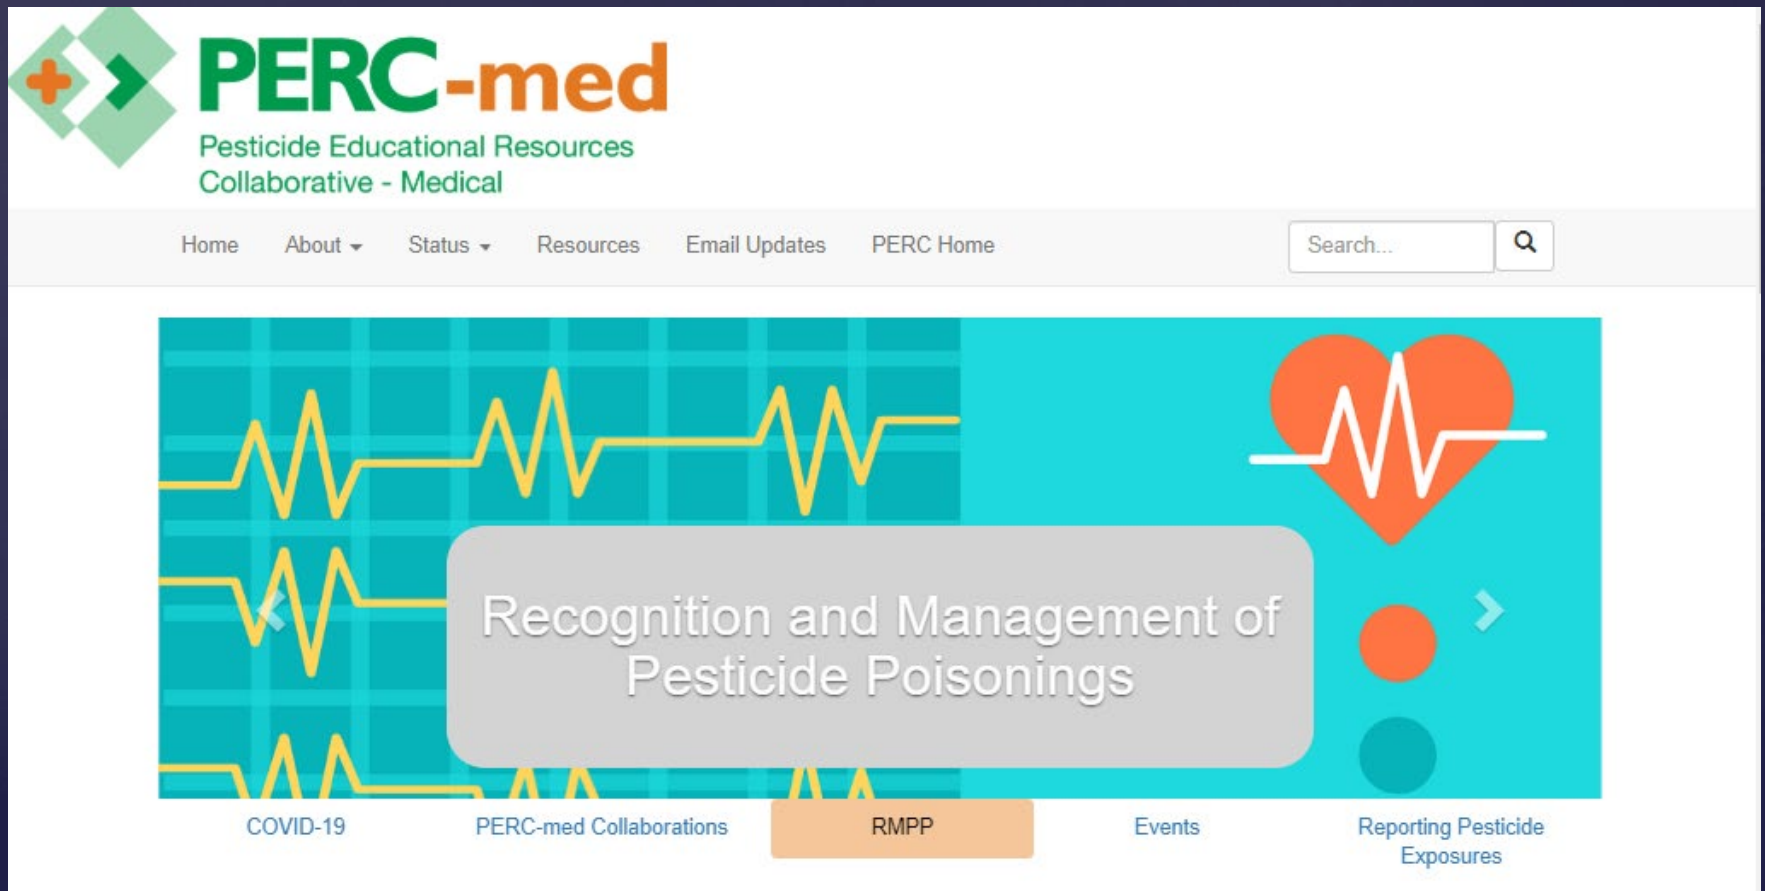 PERC-med
Pesticide Educational Resources
Collaborative - Medical
Home About Status Resources Email Updates PERC Home Search...
Recognition and Management of
Pesticide Poisonings
COVID-19 PERC-med Collaborations RMPP Events Reporting Pesticide
Exposures